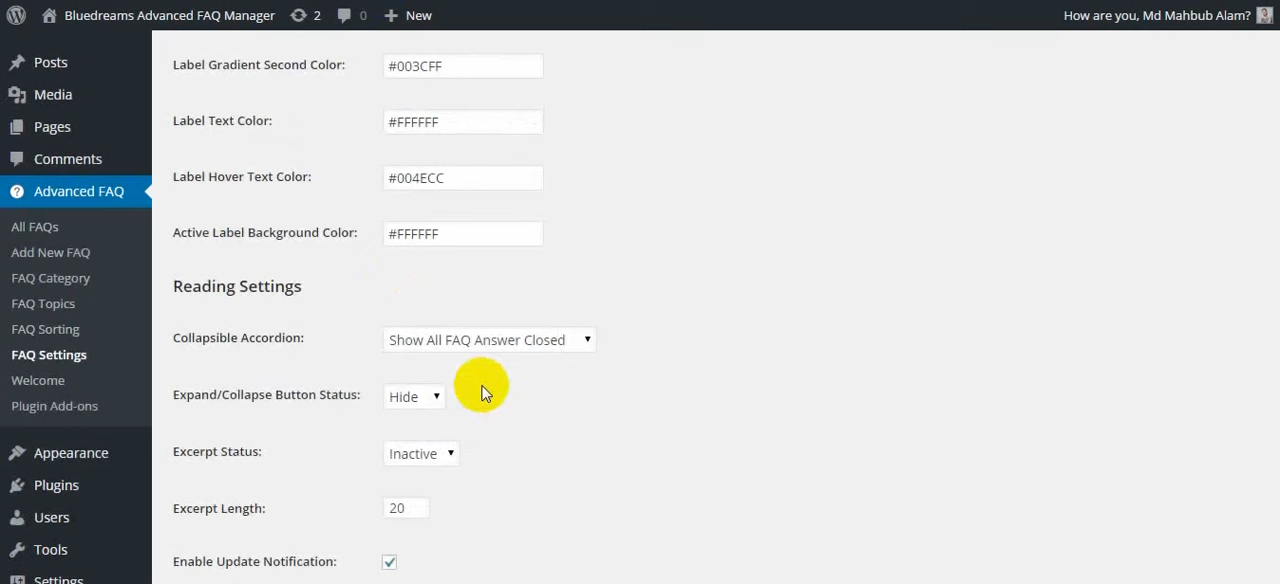 Bluedreams Advanced FAQ Manager 2 0 New How are you, Md Mahbub Alam?
Posts
Media
Pages
Comments
Advanced FAQ
All FAQs
Add New FAQ
FAQ Category
FAQ Topics
FAQ Sorting
FAQ Settings
Welcome
Plugin Add-ons
Appearance
Plugins
Users
Tools
Settings
Label Gradient Second Color: #003CFF
Label Text Color: #FFFFFF
Label Hover Text Color: #004ECC
Active Label Background Color: #FFFFFF
Reading Settings
Collapsible Accordion: Show All FAQ Answer Closed
Expand/Collapse Button Status: Hide
Excerpt Status: Inactive
Excerpt Length: 20
Enable Update Notification: